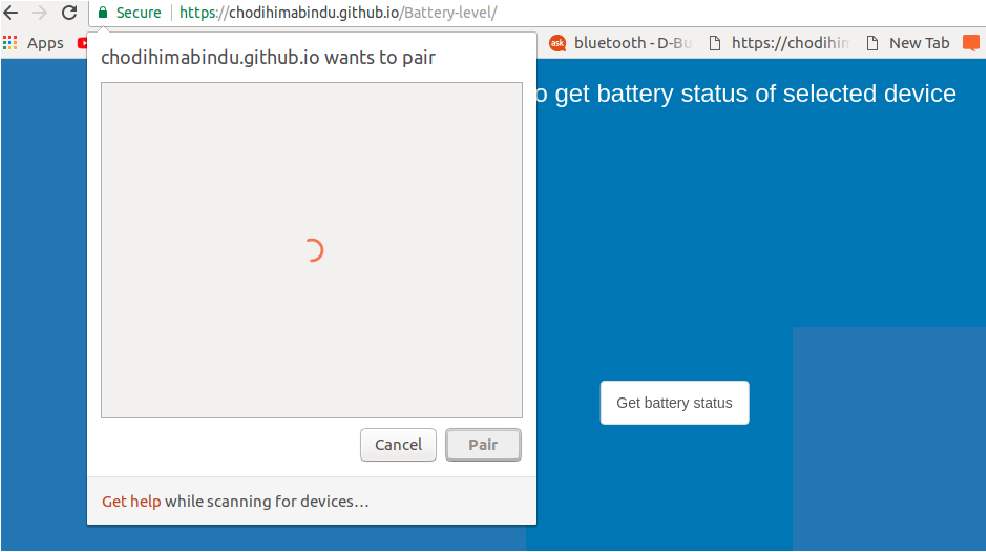 Secure https://chodihimabindu.github.io/Battery-level/
Apps ask bluetooth - D-Bu https://chodihim New Tab
chodihimabindu.github.io wants to pair
o get battery status of selected device
Get battery status
Cancel Pair
Get help while scanning for devices...